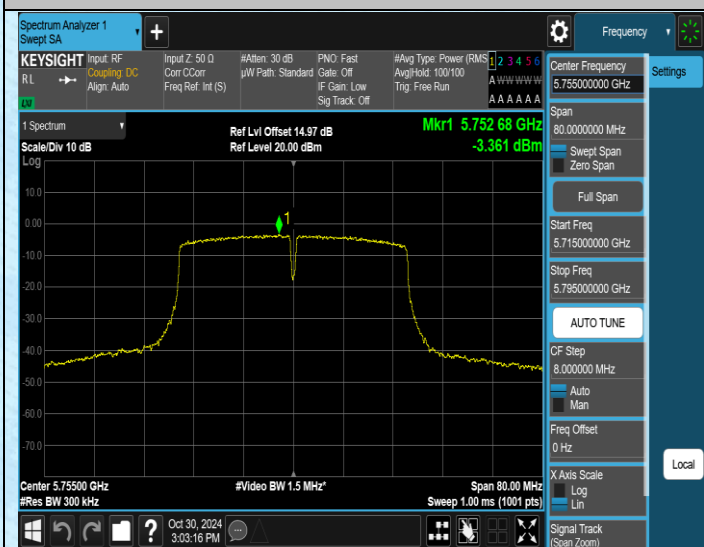 Spectrum Analyzer 1
Swept SA
+
Frequency
KEYSIGHT
RL
LXI
Input: RF
Coupling: DC
Align: Auto
Input Z: 50 Ω
Corr CCorr
Freq Ref: Int (S)
#Atten: 30 dB
µW Path: Standard
PNO: Fast
Gate: Off
IF Gain: Low
Sig Track: Off
#Avg Type: Power (RMS
Avg|Hold: 100/100
Trig: Free Run
1 2 3 4 5 6
A W W W W W
A A A A A A
1 Spectrum
Scale/Div 10 dB
Log
Ref Lvl Offset 14.97 dB
Ref Level 20.00 dBm
Mkr1 5.752 68 GHz
-3.361 dBm
10.0
0.00
-10.0
-20.0
-30.0
-40.0
-50.0
-60.0
-70.0
1
Center 5.75500 GHz
#Res BW 300 kHz
#Video BW 1.5 MHz*
Span 80.00 MHz
Sweep 1.00 ms (1001 pts)
Center Frequency
5.755000000 GHz
Span
80.0000000 MHz
Swept Span
Zero Span
Full Span
Start Freq
5.715000000 GHz
Stop Freq
5.795000000 GHz
AUTO TUNE
CF Step
8.000000 MHz
Auto
Man
Freq Offset
0 Hz
X Axis Scale
Log
Lin
Signal Track
(Span Zoom)
Settings
Local
?
Oct 30, 2024
3:03:16 PM